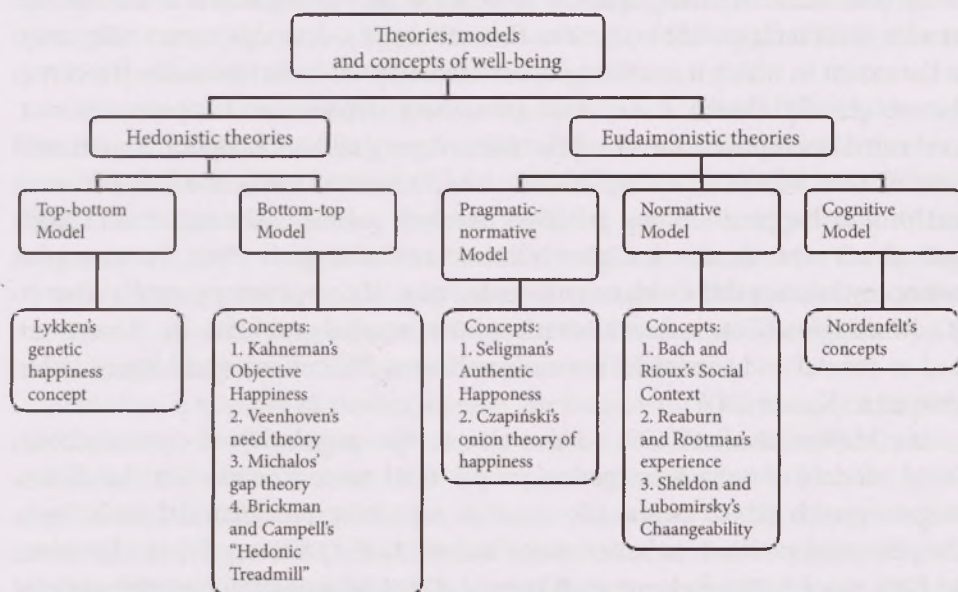 Theories, models
and concepts of well-being
Hedonistic theories
Eudaimonistic theories
Top-bottom
Model
Bottom-top
Model
Pragmatic-
normative
Model
Normative
Model
Cognitive
Model
Lykken's
genetic
happiness
concept
Concepts:
1. Kahneman's
Objective
Happiness
2. Veenhoven's
need theory
3. Michalos'
gap theory
4. Brickman
and Campbell's
"Hedonic
Treadmill"
Concepts:
1. Seligman's
Authentic
Happoness
2. Czapiński's
onion theory of
happiness
Concepts:
1. Bach and
Rioux's Social
Context
2. Reaburn
and Rootman's
experience
3. Sheldon and
Lubomirsky's
Changeability
Nordenfelt's
concepts